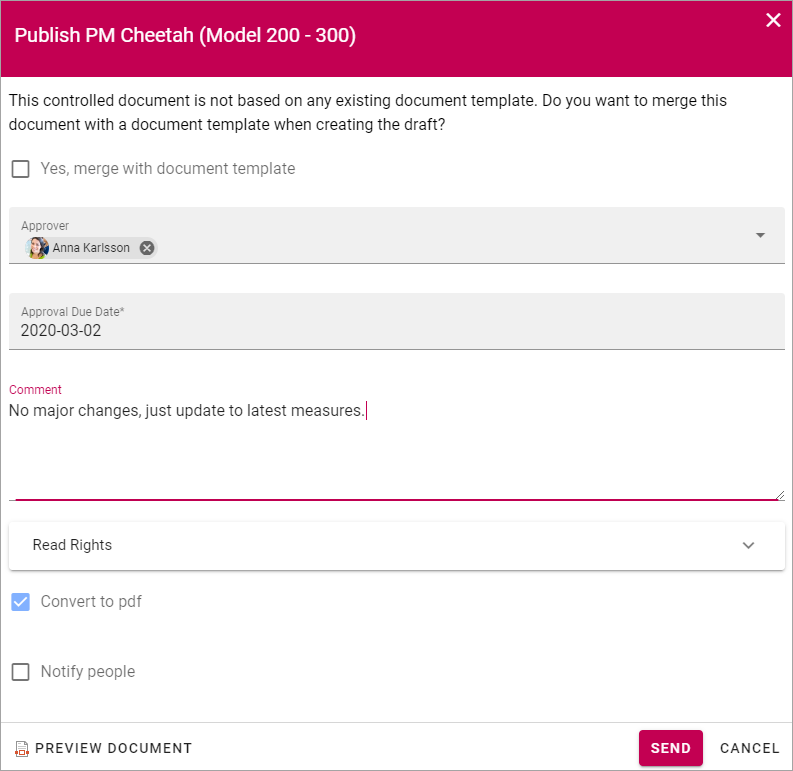 Publish PM Cheetah (Model 200 - 300)
This controlled document is not based on any existing document template. Do you want to merge this
document with a document template when creating the draft?
Yes, merge with document template
Approver
Anna Karlsson
Approval Due Date*
2020-03-02
Comment
No major changes, just update to latest measures.
Read Rights
Convert to pdf
Notify people
PREVIEW DOCUMENT
SEND
CANCEL